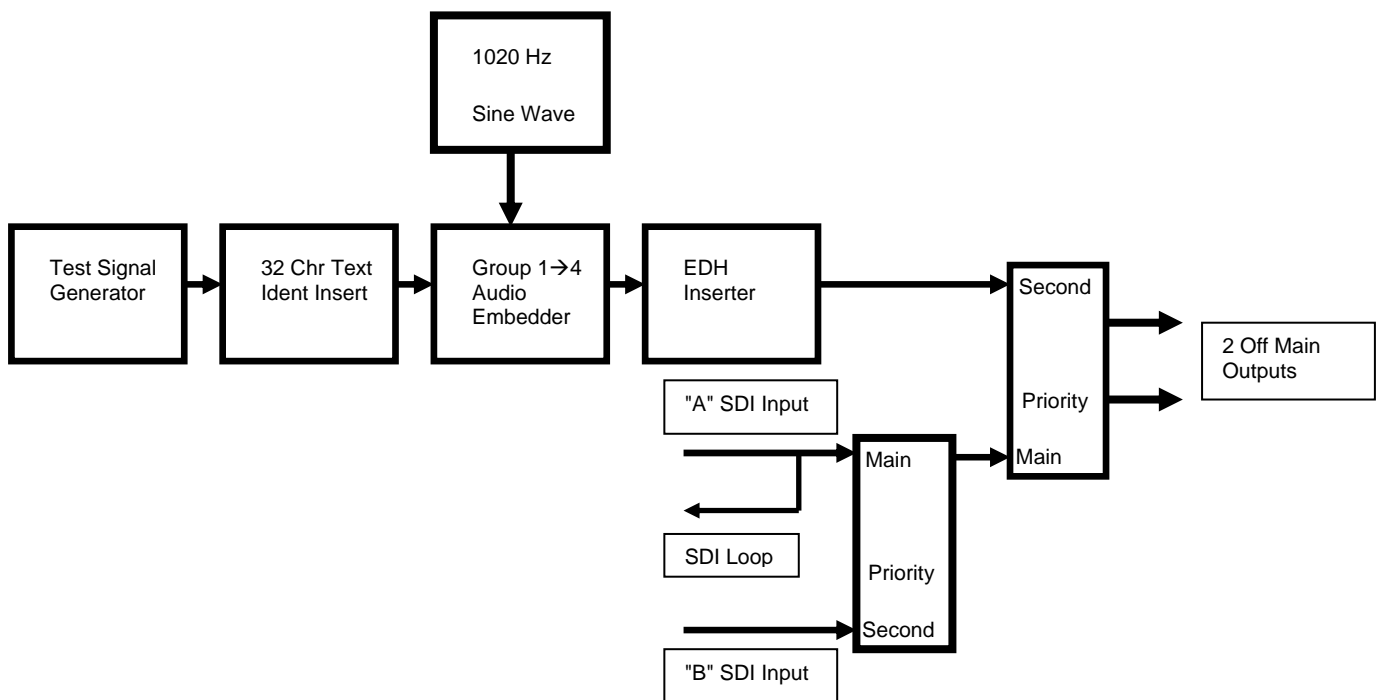 1020 Hz
Sine Wave
Test Signal
Generator
32 Chr Text
Ident Insert
Group 1→4
Audio
Embedder
EDH
Inserter
Second
Priority
Main
2 Off Main
Outputs
"A" SDI Input
Main
SDI Loop
Priority
Second
"B" SDI Input